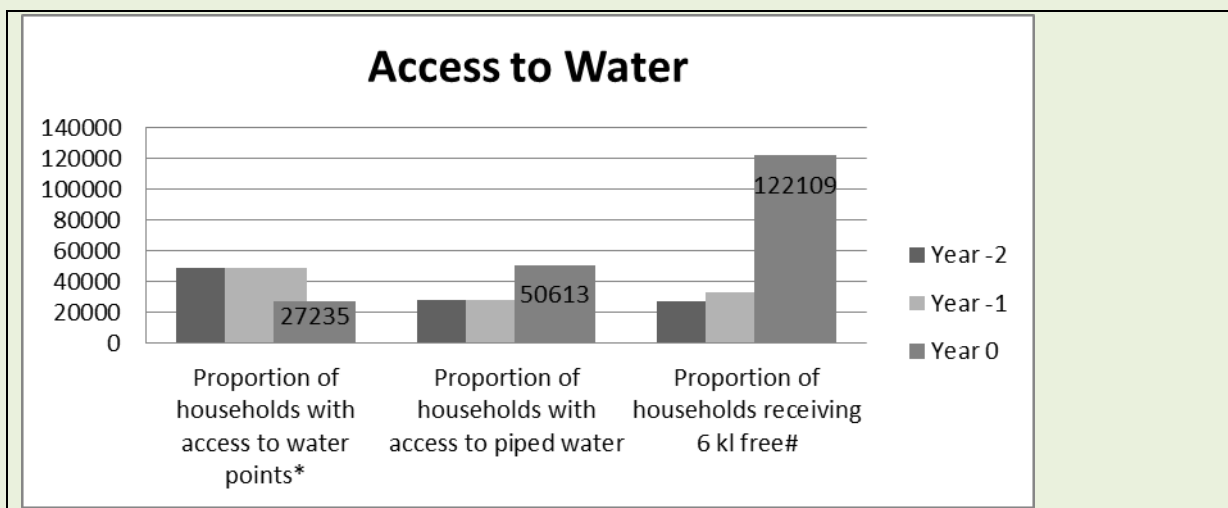 Access to Water
140000
120000
100000
80000
60000
40000
20000
0
27235
50613
122109
Proportion of
households with
access to water
points*
Proportion of
households with
access to piped water
Proportion of
households receiving
6 kl free#
Year -2
Year -1
Year 0